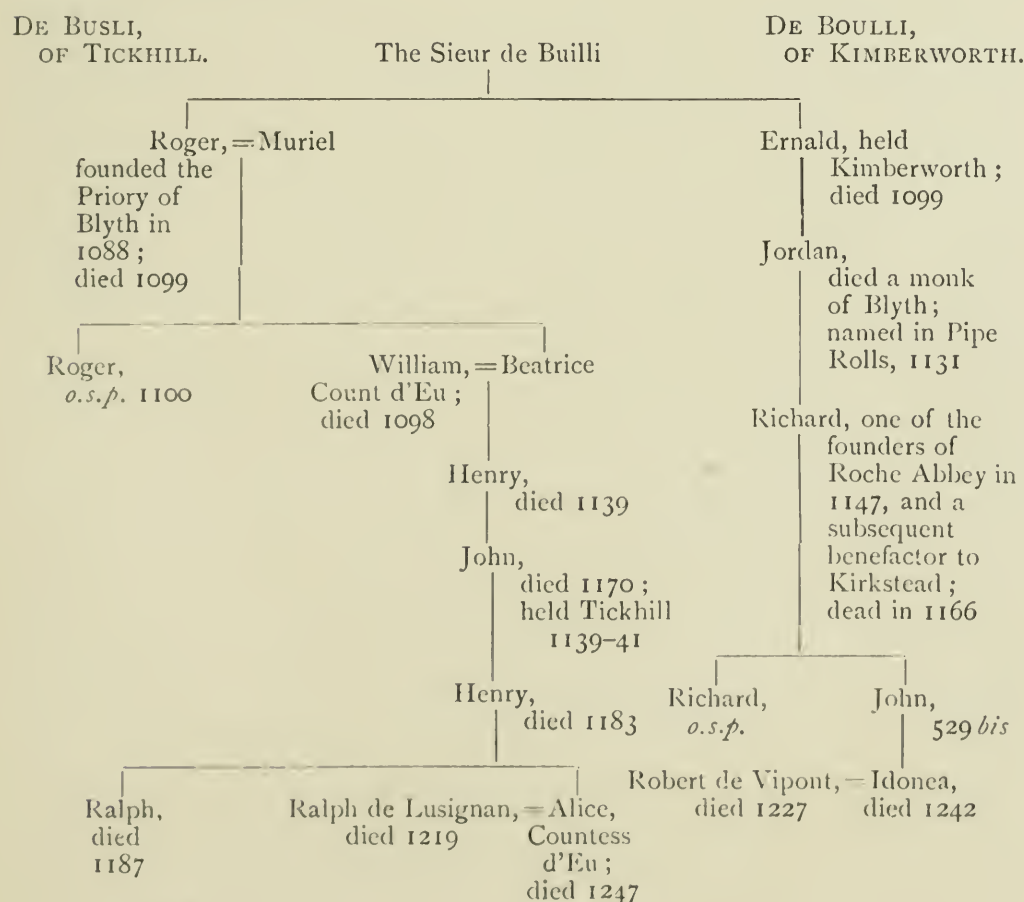 DE BUSLI,
OF TICKHILL.
The Sieur de Builli
DE BOULLI,
OF KIMBERWORTH.
Roger, = Muriel
founded the
Priory of
Blyth in
1088 ;
died 1099
Ernald, held
Kimberworth ;
died 1099
Jordan,
died a monk
of Blyth ;
named in Pipe
Rolls, 1131
Roger,
o.s.p. 1100
William, = Beatrice
Count d'Eu ;
died 1098
Richard, one of the
founders of
Roche Abbey in
1147, and a
subsequent
benefactor to
Kirkstead ;
dead in 1166
Henry,
died 1139
John,
died 1170 ;
held Tickhill
1139-41
Henry,
died 1183
Richard,
o.s.p.
John,
529 bis
Ralph,
died
1187
Ralph de Lusignan, = Alice,
died 1219
Countess
d'Eu ;
died 1247
Robert de Vipont, = Idonea,
died 1227
died 1242